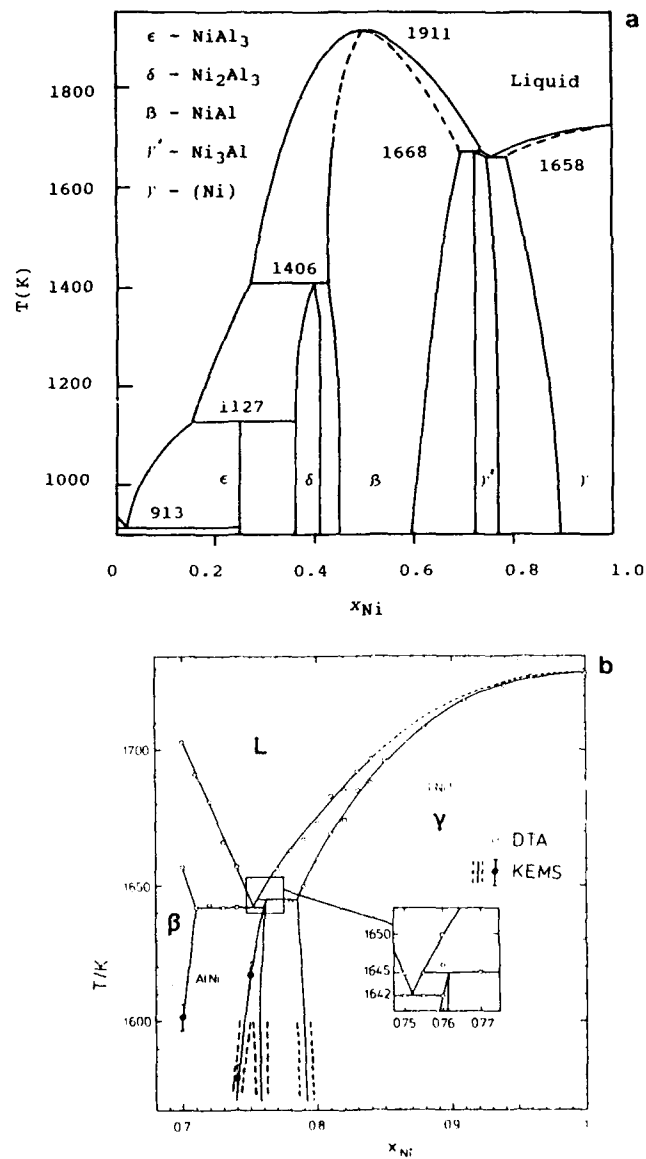 a
ε - NiAl3
δ - Ni2Al3
β - NiAl
γ' - Ni3Al
γ - (Ni)
1911
Liquid
1668
1658
1406
1127
913
ε
δ
β
γ'
γ
1800
1600
1400
1200
1000
T(K)
0 0.2 0.4 0.6 0.8 1.0
xNi
b
L
γ
β
AlNi
DTA
KEMS
1700
1650
1600
T/K
1650
1645
1642
0.75 0.76 0.77
0.7 0.8 0.9 1
xNi